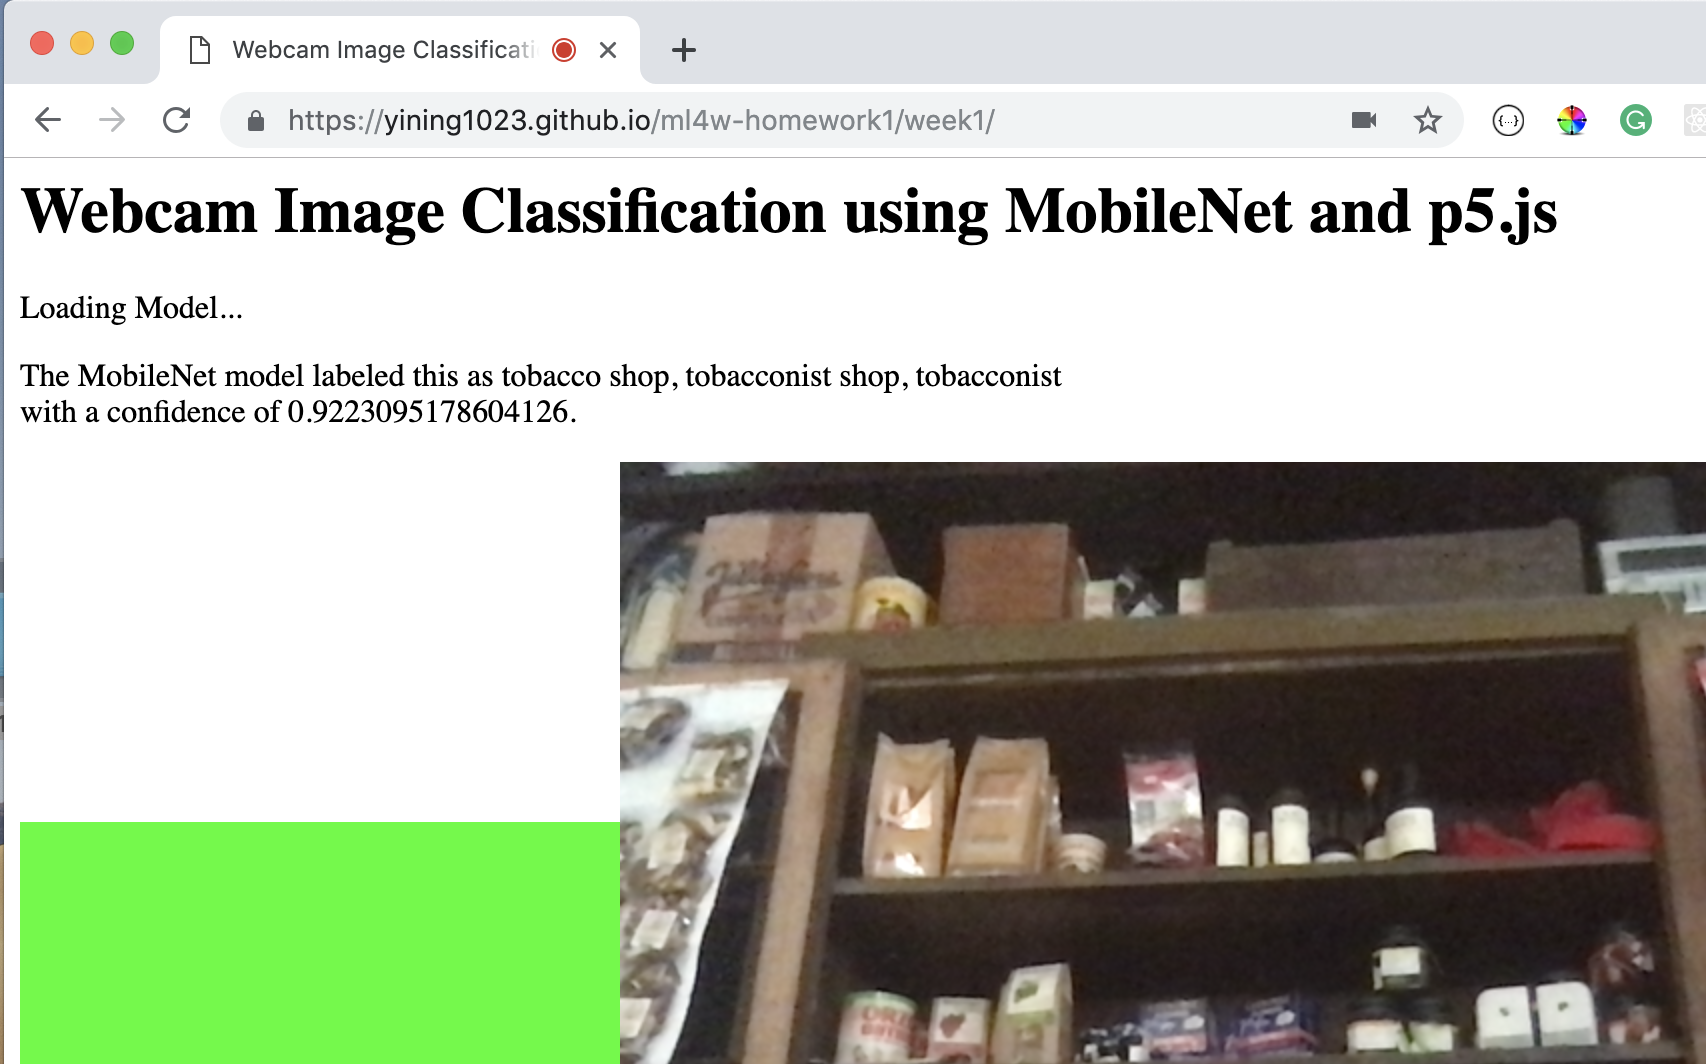 Webcam Image Classificati
https://yining1023.github.io/ml4w-homework1/week1/
Webcam Image Classification using MobileNet and p5.js
Loading Model...
The MobileNet model labeled this as tobacco shop, tobacconist shop, tobacconist
with a confidence of 0.9223095178604126.